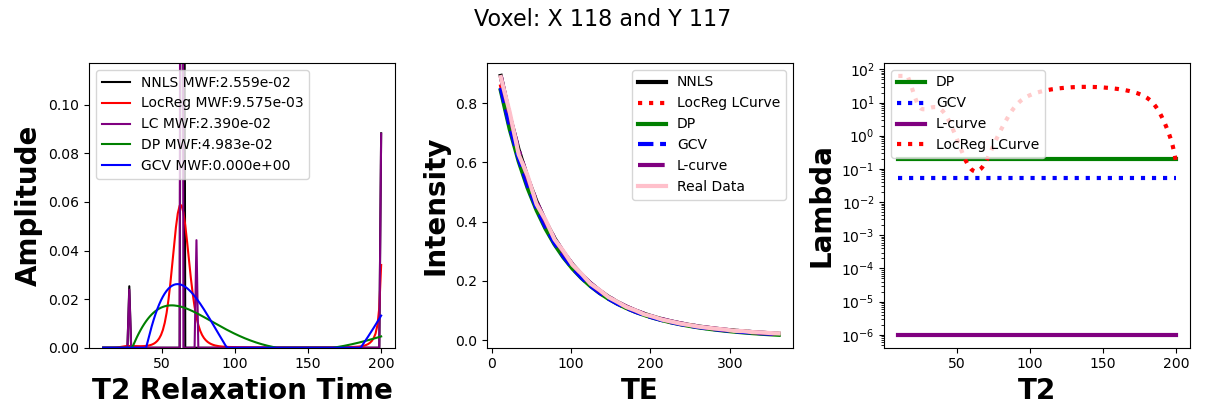 Voxel: X 118 and Y 117
Amplitude
0.10
0.08
0.06
0.04
0.02
0.00
NNLS MWF:2.559e-02
LocReg MWF:9.575e-03
LC MWF:2.390e-02
DP MWF:4.983e-02
GCV MWF:0.000e+00
50 100 150 200
T2 Relaxation Time
Intensity
0.8
0.6
0.4
0.2
0.0
NNLS
LocReg LCurve
DP
GCV
L-curve
Real Data
0 100 200 300
TE
Lambda
10²
10¹
10⁰
10⁻¹
10⁻²
10⁻³
10⁻⁴
10⁻⁵
10⁻⁶
DP
GCV
L-curve
LocReg LCurve
50 100 150 200
T2